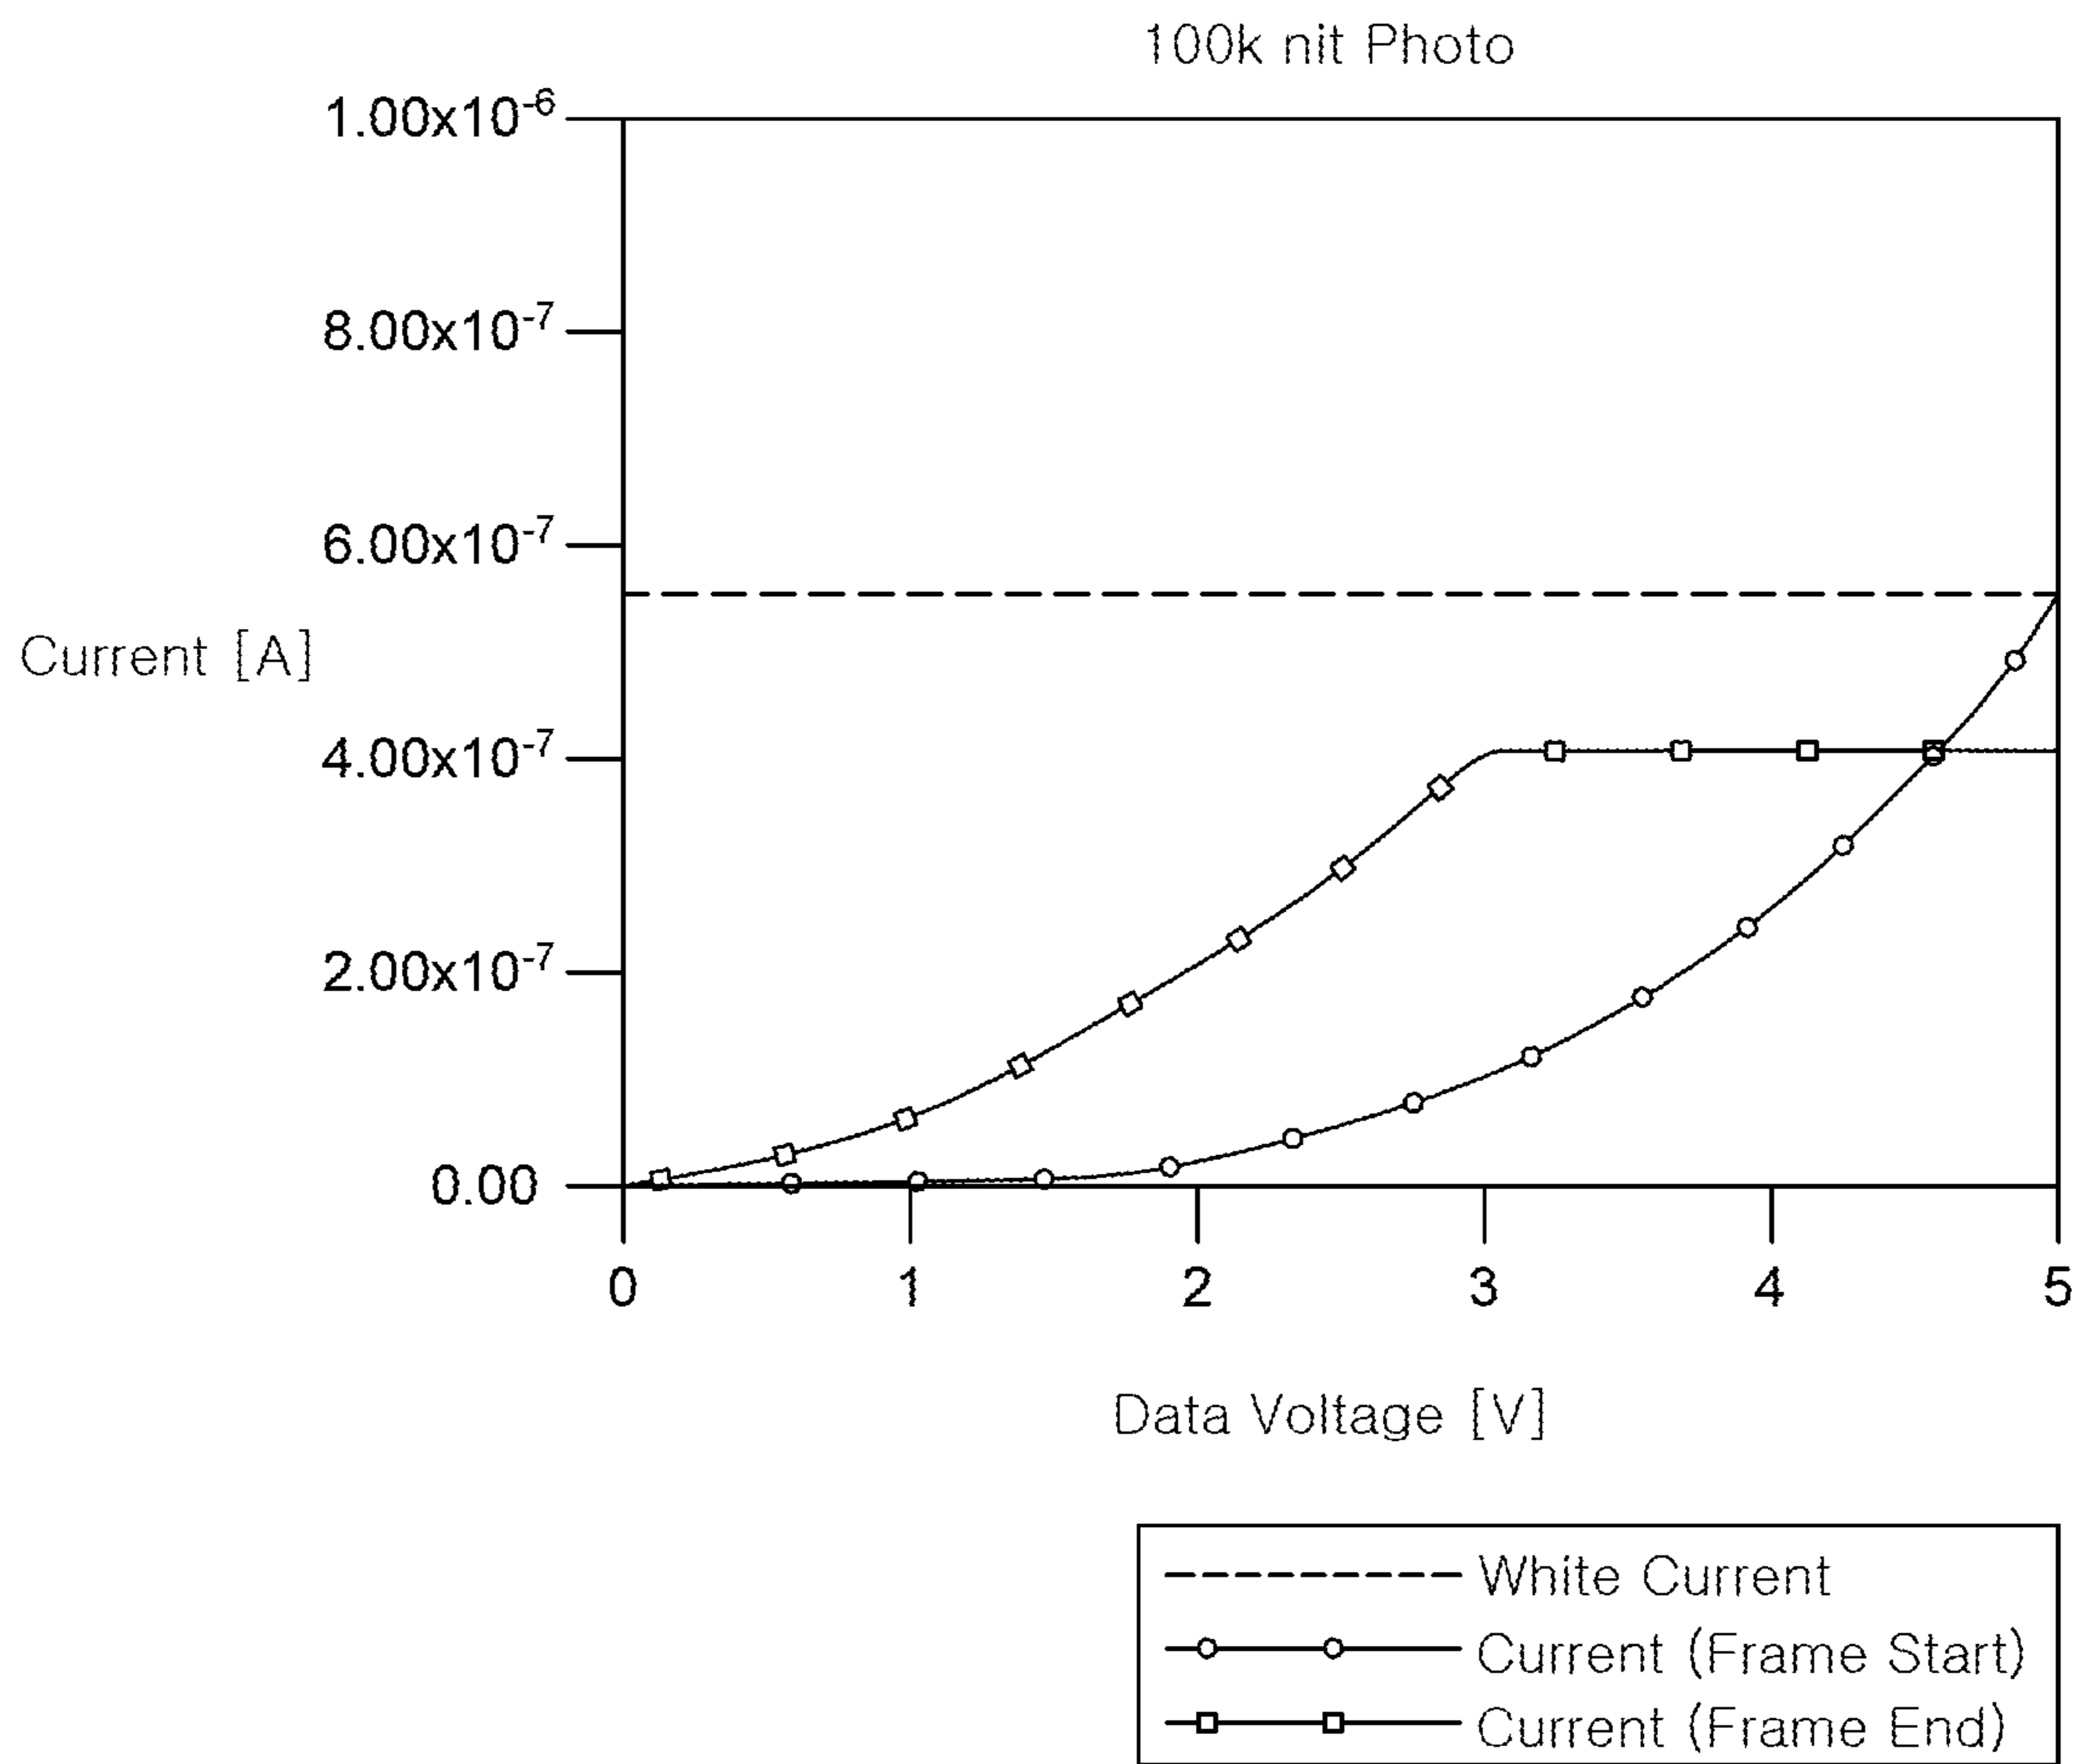 100k nit Photo
1.00x10-6
8.00x10-7
6.00x10-7
Current [A]
4.00x10-7
2.00x10-7
0.00
0 1 2 3 4 5
Data Voltage [V]
White Current
Current (Frame Start)
Current (Frame End)